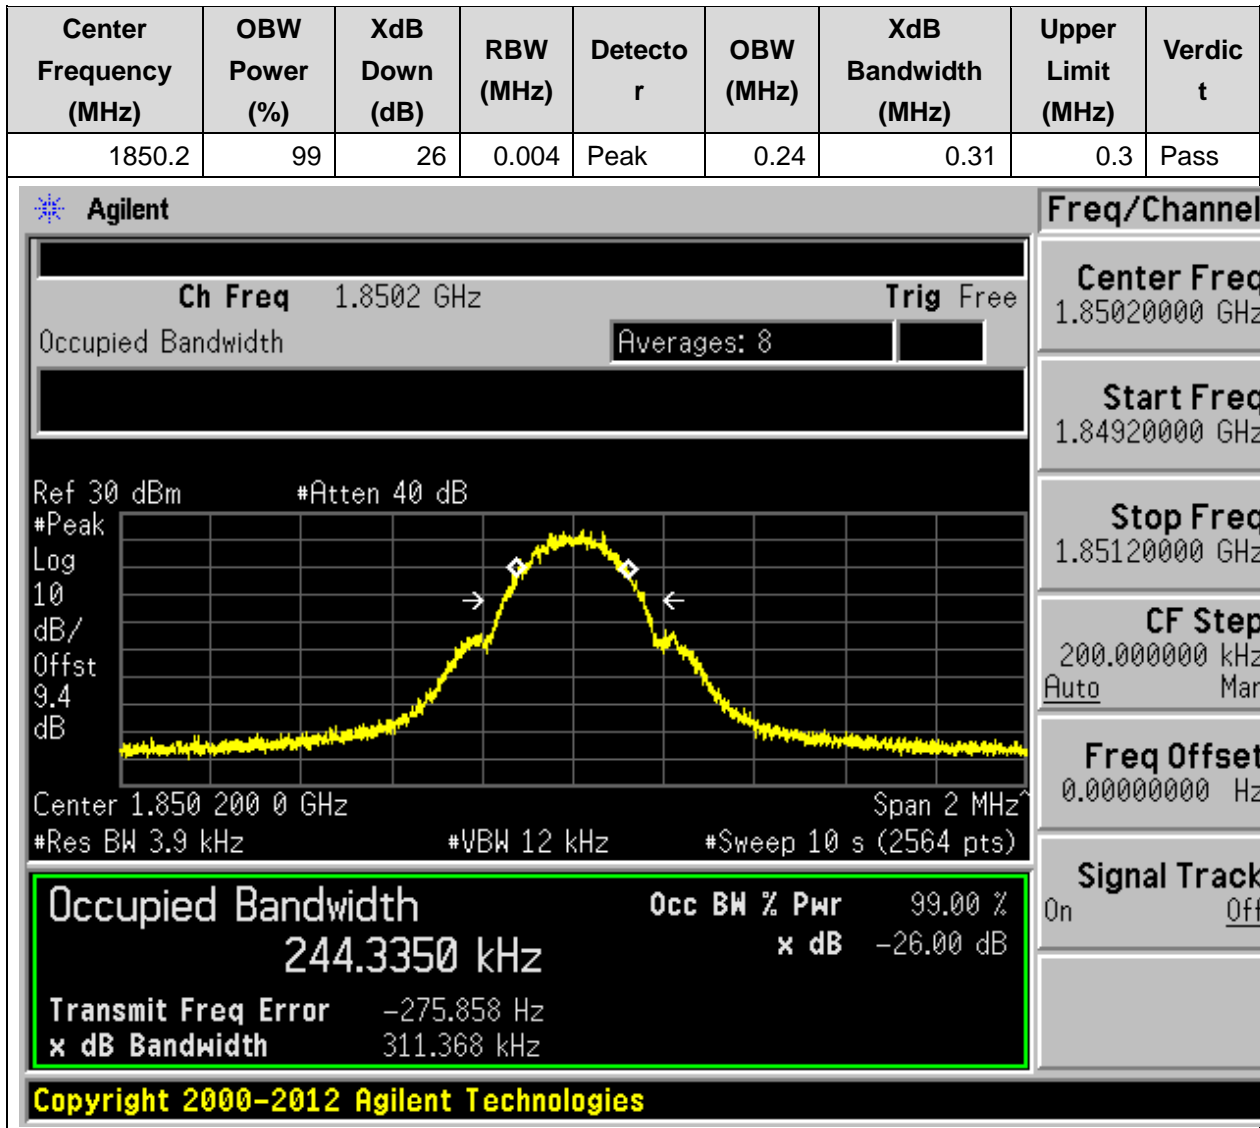 Center Frequency (MHz) OBW Power (%) XdB Down (dB) RBW (MHz) Detecto r OBW (MHz) XdB Bandwidth (MHz) Upper Limit (MHz) Verdic t
1850.2 99 26 0.004 Peak 0.24 0.31 0.3 Pass
Agilent
Freq/Channel
Ch Freq 1.8502 GHz Trig Free
Occupied Bandwidth Averages: 8
Center Freq
1.85020000 GHz
Start Freq
1.84920000 GHz
Stop Freq
1.85120000 GHz
CF Step
200.000000 kHz
Auto Man
Freq Offset
0.00000000 Hz
Signal Track
On Off
Ref 30 dBm #Atten 40 dB
#Peak
Log
10
dB/
Offst
9.4
dB
Center 1.850 200 0 GHz Span 2 MHz^
#Res BW 3.9 kHz #VBW 12 kHz #Sweep 10 s (2564 pts)
Occupied Bandwidth Occ BW % Pwr 99.00 %
244.3350 kHz x dB -26.00 dB
Transmit Freq Error -275.858 Hz
x dB Bandwidth 311.368 kHz
Copyright 2000-2012 Agilent Technologies